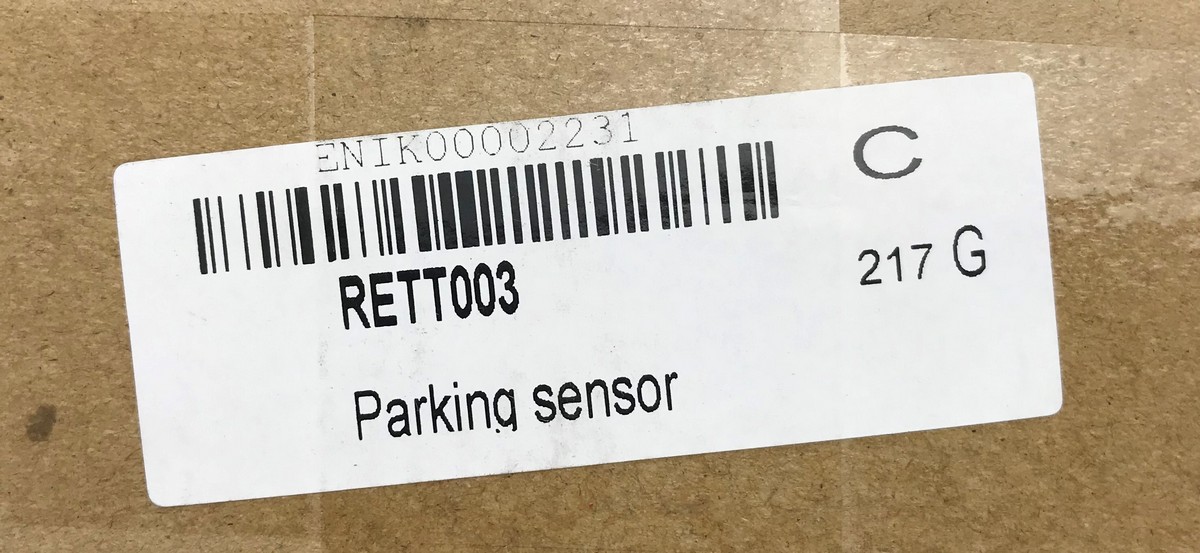 ENIK00002231
C
RETT003
217 G
Parking sensor